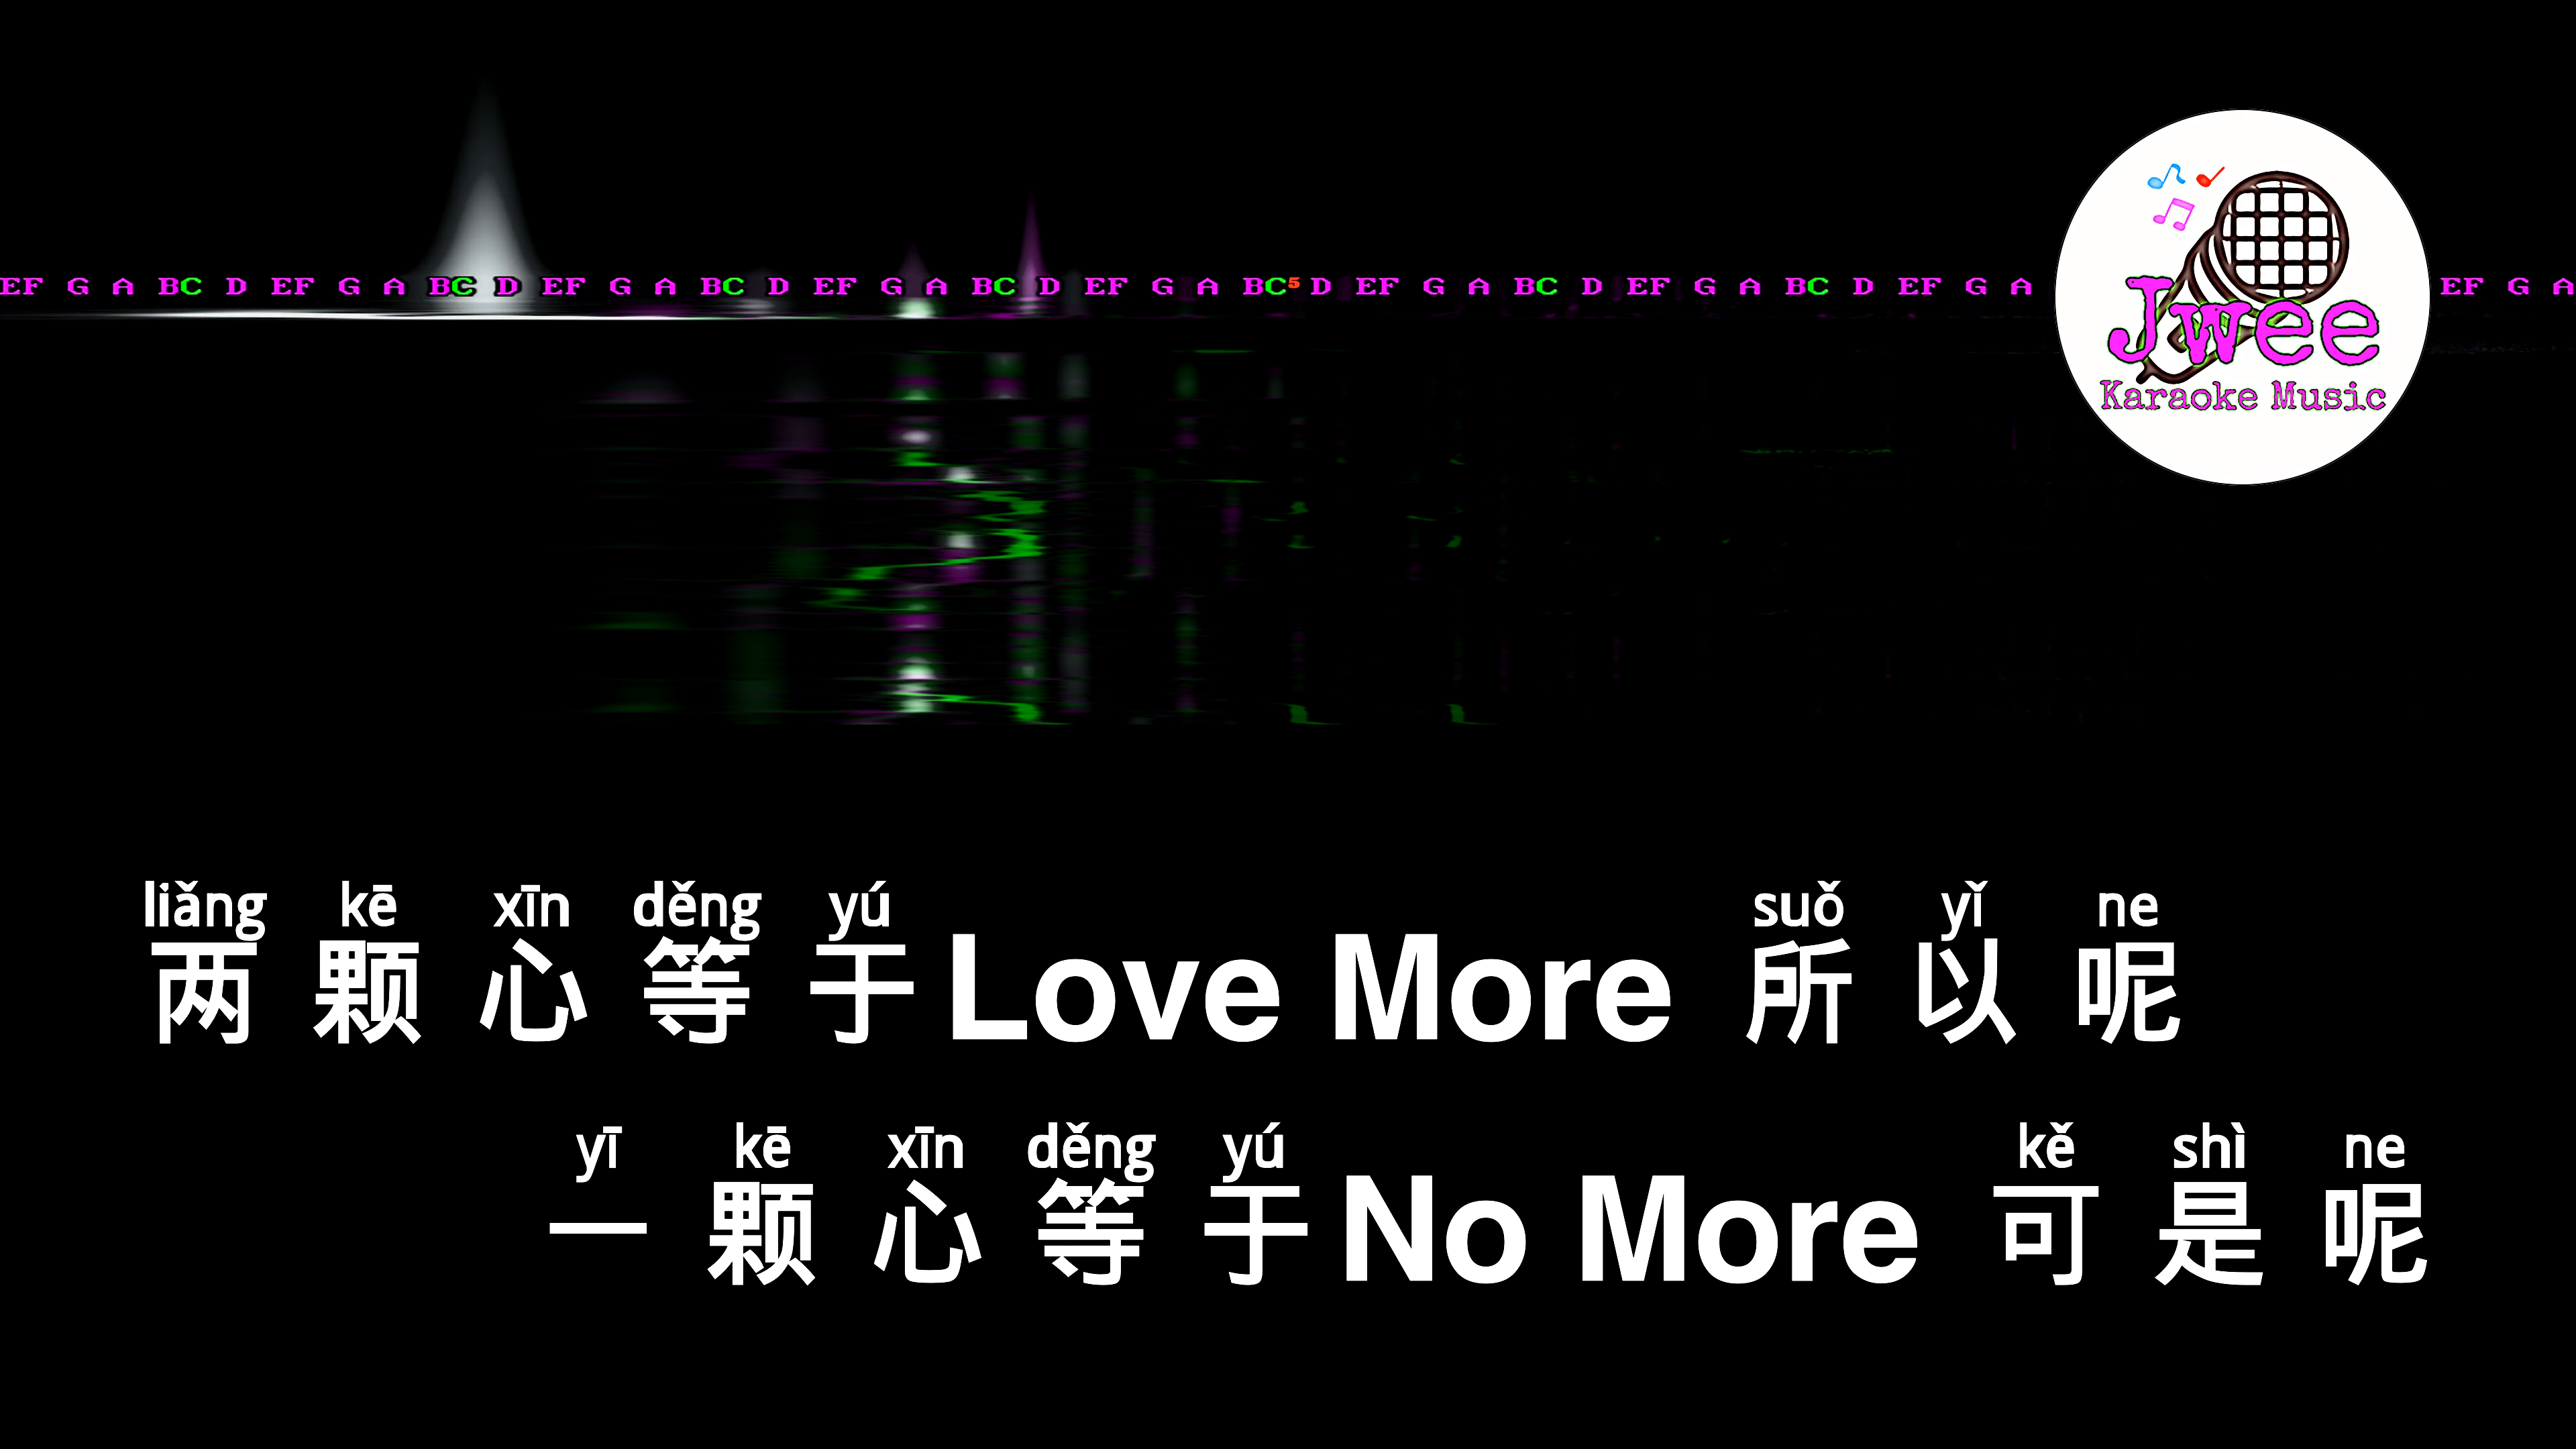 EF G A BC D EF G A BC D EF G A BC D EF G A BC D EF G A BC5 D EF G A BC D EF G A BC D EF G A EF G A
Jwee
Karaoke Music
liǎng kē xīn děng yú suǒ yǐ ne
两 颗 心 等 于 Love More 所 以 呢
yī kē xīn děng yú kě shì ne
一 颗 心 等 于 No More 可 是 呢